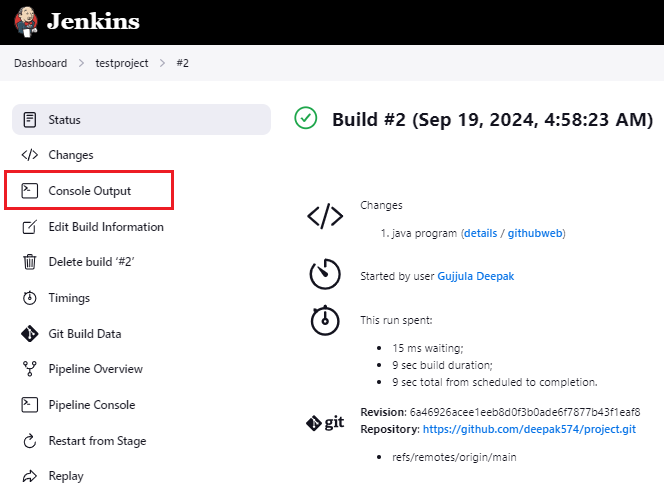 Jenkins
Dashboard > testproject > #2
Status
Changes
Console Output
Edit Build Information
Delete build ‘#2’
Timings
Git Build Data
Pipeline Overview
Pipeline Console
Restart from Stage
Replay
Build #2 (Sep 19, 2024, 4:58:23 AM)
Changes
1. java program (details / githubweb)
Started by user Gujjula Deepak
This run spent:
• 15 ms waiting;
• 9 sec build duration;
• 9 sec total from scheduled to completion.
git
Revision: 6a46926acee1eeb8d0f3b0ade6f7877b43f1eaf8
Repository: https://github.com/deepak574/project.git
• refs/remotes/origin/main